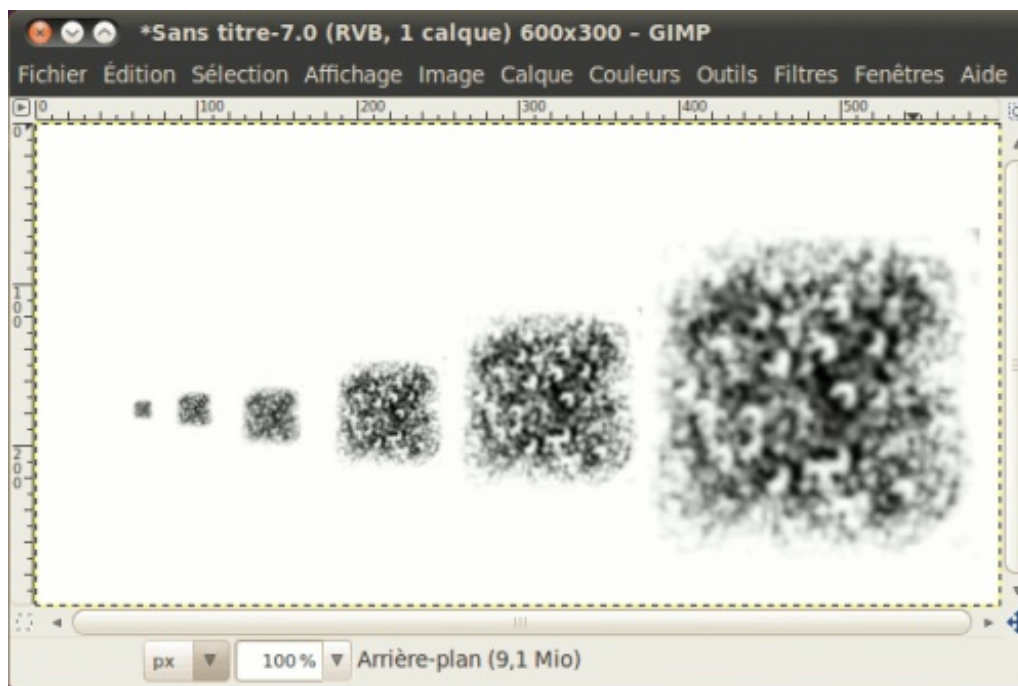 *Sans titre-7.0 (RVB, 1 calque) 600x300 – GIMP
Fichier Édition Sélection Affichage Image Calque Couleurs Outils Filtres Fenêtres Aide
0 100 200 300 400 500
0
100
200
px 100 % Arrière-plan (9,1 Mio)